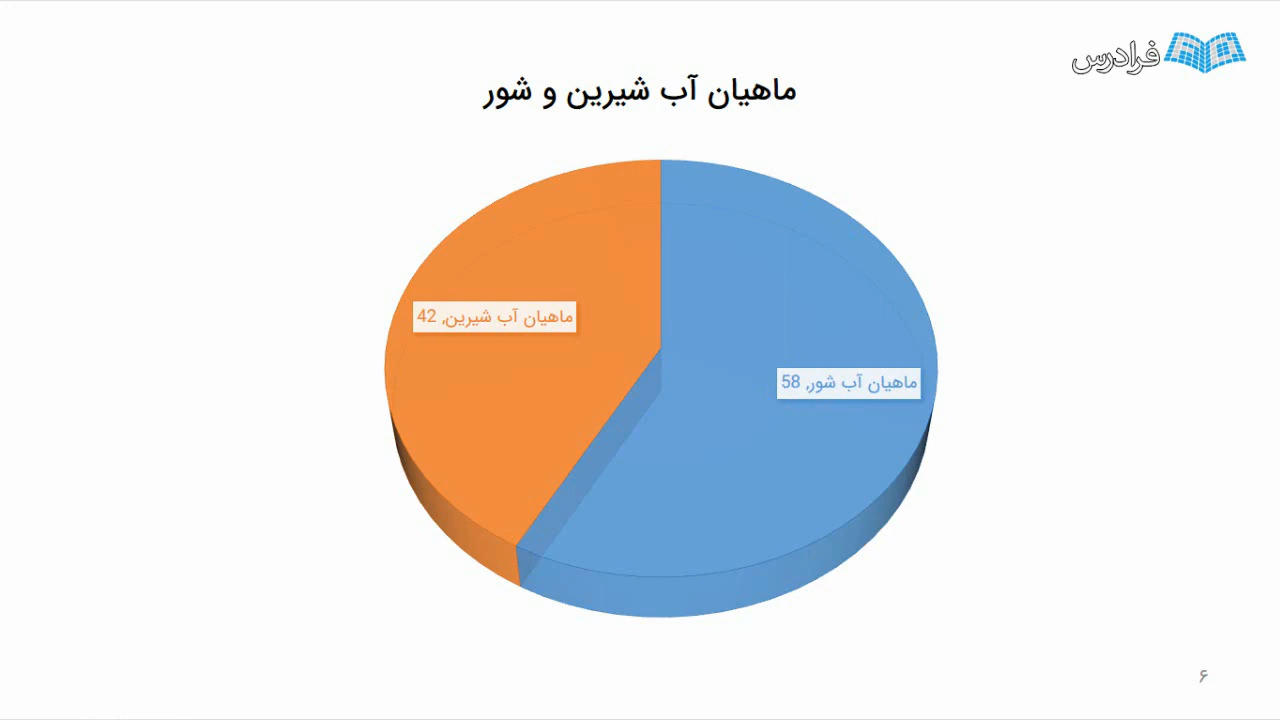 فرادرس
ماهیان آب شیرین و شور
ماهیان آب شیرین, 42
ماهیان آب شور, 58
۶